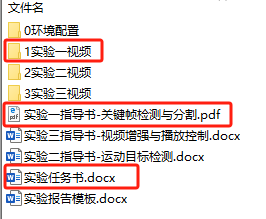 文件名
0环境配置
1实验一视频
2实验二视频
3实验三视频
实验一指导书-关键帧检测与分割.pdf
实验三指导书-视频增强与播放控制.docx
实验二指导书-运动目标检测.docx
实验任务书.docx
实验报告模板.docx